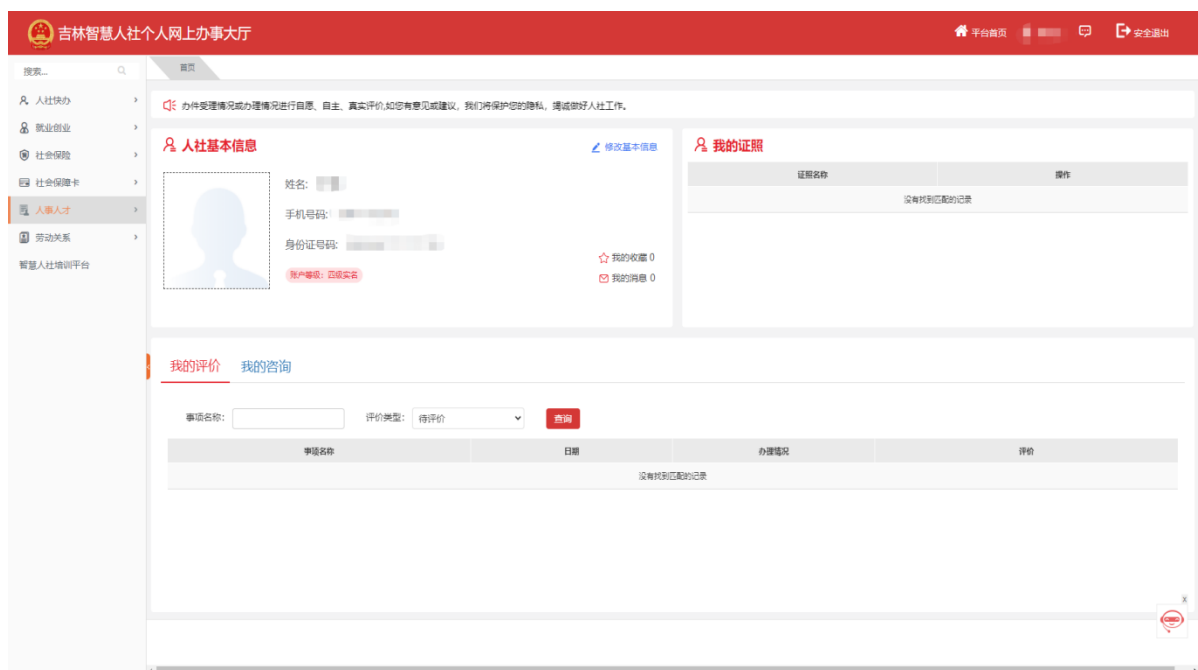 吉林智慧人社个人网上办事大厅
平台首页
安全退出
搜索...
首页
人社快办
就业创业
社会保险
社会保障卡
人事人才
劳动关系
智慧人社培训平台
办件受理情况或办理情况进行自愿、自主、真实评价,如您有意见或建议，我们将保护您的隐私，竭诚做好人社工作。
人社基本信息
修改基本信息
姓名:
手机号码:
身份证号码:
账户等级：四级实名
我的收藏 0
我的消息 0
我的证照
证照名称 操作
没有找到匹配的记录
我的评价 我的咨询
事项名称: 评价类型: 待评价 查询
事项名称 日期 办理情况 评价
没有找到匹配的记录
x